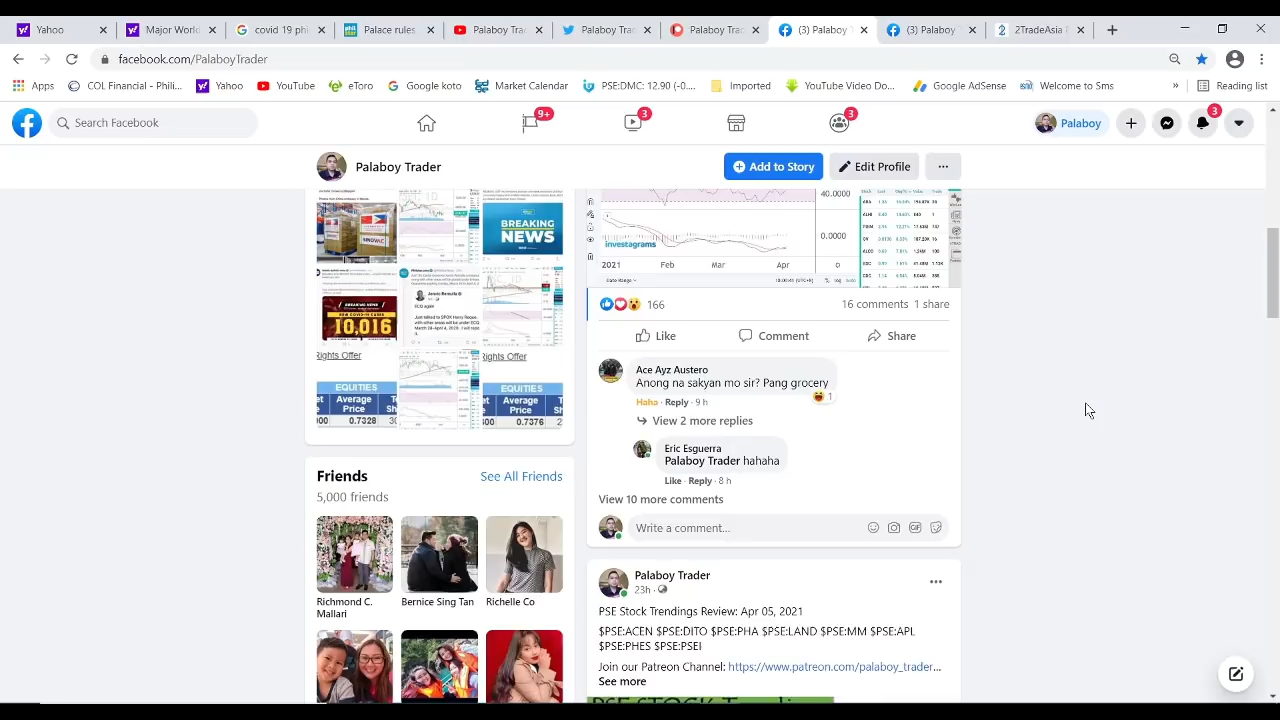 Yahoo
Major World
covid 19 phi
Palace rules
Palaboy Tra
Palaboy Tra
Palaboy Tra
(3) Palaboy
(3) Palaboy
2TradeAsia P
facebook.com/PalaboyTrader
Apps
COL Financial - Phili...
Yahoo
YouTube
eToro
Google koto
Market Calendar
PSE:DMC: 12.90 (-0....
Imported
YouTube Video Do...
Google AdSense
Welcome to Sms
»
Reading list
Search Facebook
9+
3
3
Palaboy
3
Palaboy Trader
Add to Story
Edit Profile
SINOVAC
BREAKING
NEWS
10,016
ECQ again
Rights Offer
Rights Offer
EQUITIES
Average
Price
0.7328
EQUITIES
Average
Price
0.7376
Friends
See All Friends
5,000 friends
Richmond C.
Mallari
Bernice Sing Tan
Richelle Co
40.0000
0.0000
investagrams
2021 Feb Mar Apr
166
16 comments 1 share
Like
Comment
Share
Ace Ayz Austero
Anong na sakyan mo sir? Pang grocery
1
Haha · Reply · 9 h
View 2 more replies
Eric Esguerra
Palaboy Trader hahaha
Like · Reply · 8 h
View 10 more comments
Write a comment...
Palaboy Trader
23h ·
PSE Stock Trendings Review: Apr 05, 2021
$PSE:ACEN $PSE:DITO $PSE:PHA $PSE:LAND $PSE:MM $PSE:APL
$PSE:PHES $PSE:PSEI
Join our Patreon Channel: https://www.patreon.com/palaboy_trader...
See more